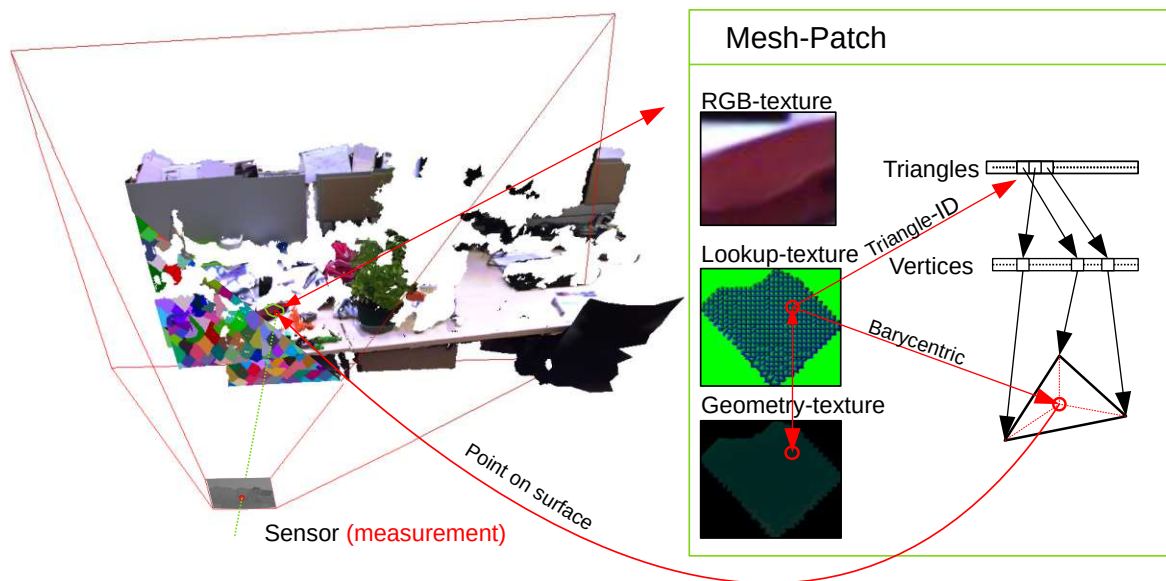 Mesh-Patch
RGB-texture
Triangles
Triangle-ID
Lookup-texture
Vertices
Barycentric
Geometry-texture
Point on surface
Sensor (measurement)